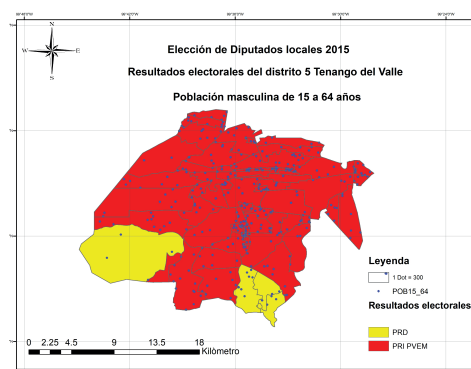 N
W E
S
Elección de Diputados locales 2015
Resultados electorales del distrito 5 Tenango del Valle
Población masculina de 15 a 64 años
Leyenda
1 Dot = 300
POB15_64
Resultados electorales
PRD
PRI PVEM
0 2.25 4.5 9 13.5 18
Kilómetro